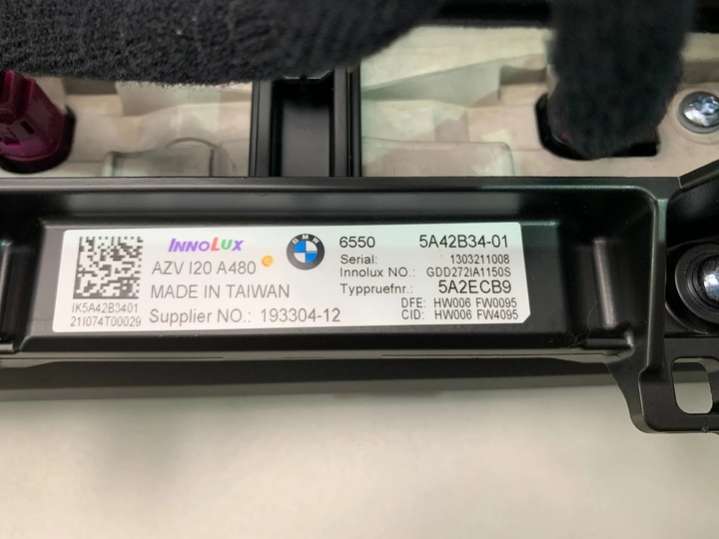 INNOLUX
AZV I20 A480
MADE IN TAIWAN
Supplier NO.: 193304-12
IK5A42B3401
21I074T00029
BMW
6550 5A42B34-01
Serial: 1303211008
Innolux NO.: GDD272IA1150S
Typpruefnr.: 5A2ECB9
DFE: HW006 FW0095
CID: HW006 FW4095